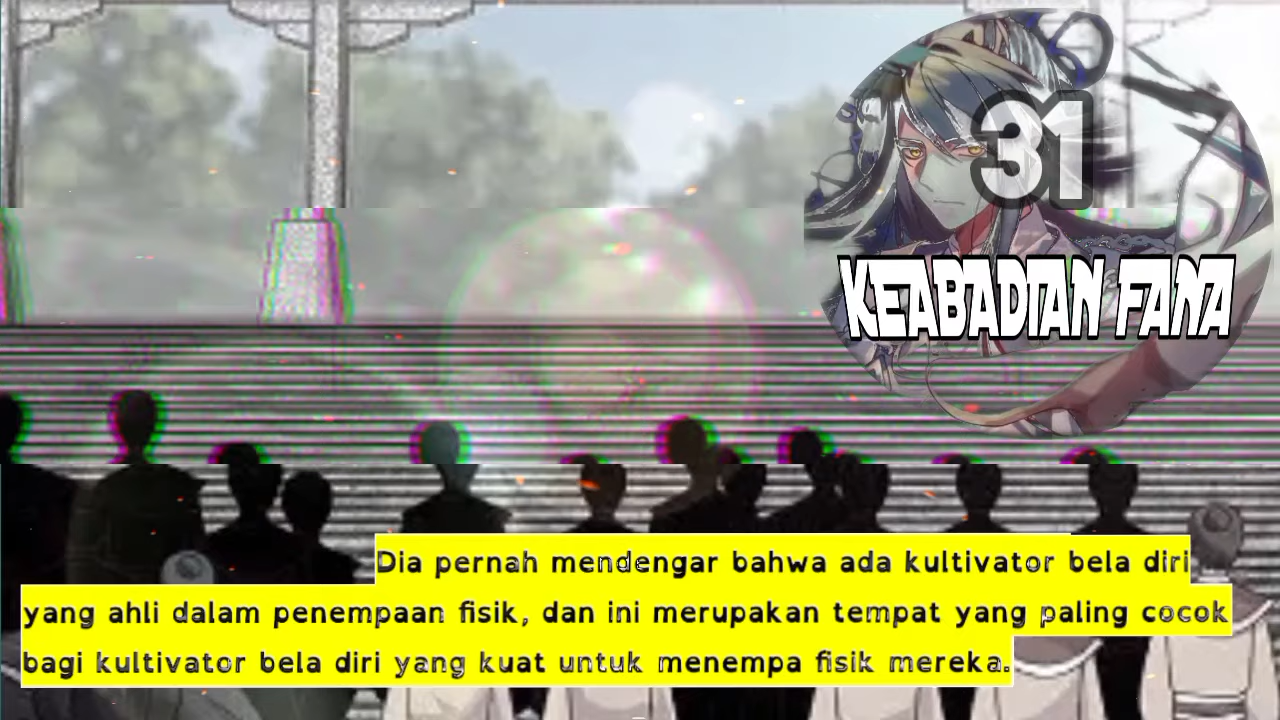 31
KEABADIAN FANA
Dia pernah mendengar bahwa ada kultivator bela diri
yang ahli dalam penempaan fisik, dan ini merupakan tempat yang paling cocok
bagi kultivator bela diri yang kuat untuk menempa fisik mereka.